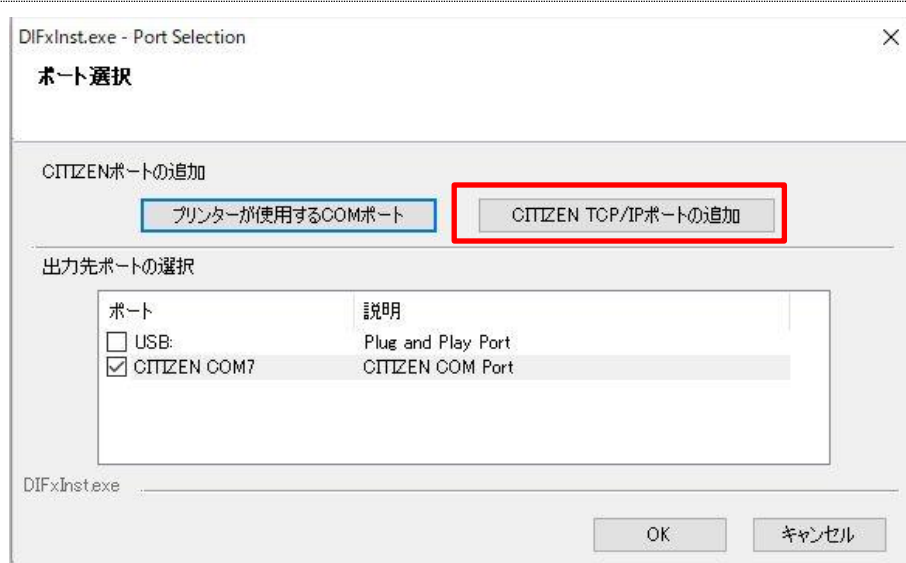 DIFxInst.exe - Port Selection
ポート選択
CITIZENポートの追加
プリンターが使用するCOMポート
CITIZEN TCP/IPポートの追加
出力先ポートの選択
ポート 説明
USB: Plug and Play Port
CITIZEN COM7 CITIZEN COM Port
DIFxInst.exe
OK キャンセル